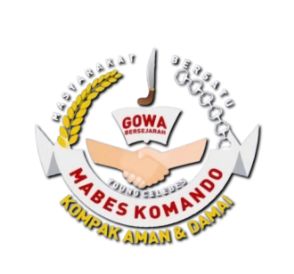 MASYARAKAT BERSATU
GOWA
BERSEJARAH
YOUNG CELEBES
MABES KOMANDO
KOMPAK AMAN & DAMAI